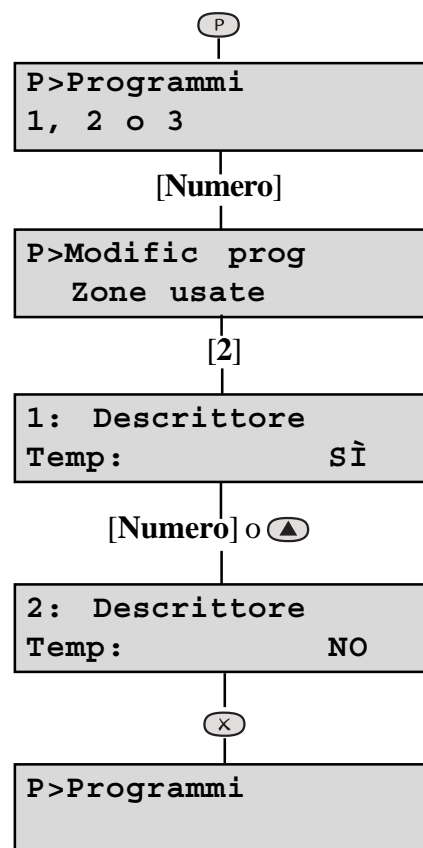 P
P>Programmi
1, 2 o 3
[Numero]
P>Modific prog
Zone usate
[2]
1: Descrittore
Temp: SÌ
[Numero] o
2: Descrittore
Temp: NO
X
P>Programmi